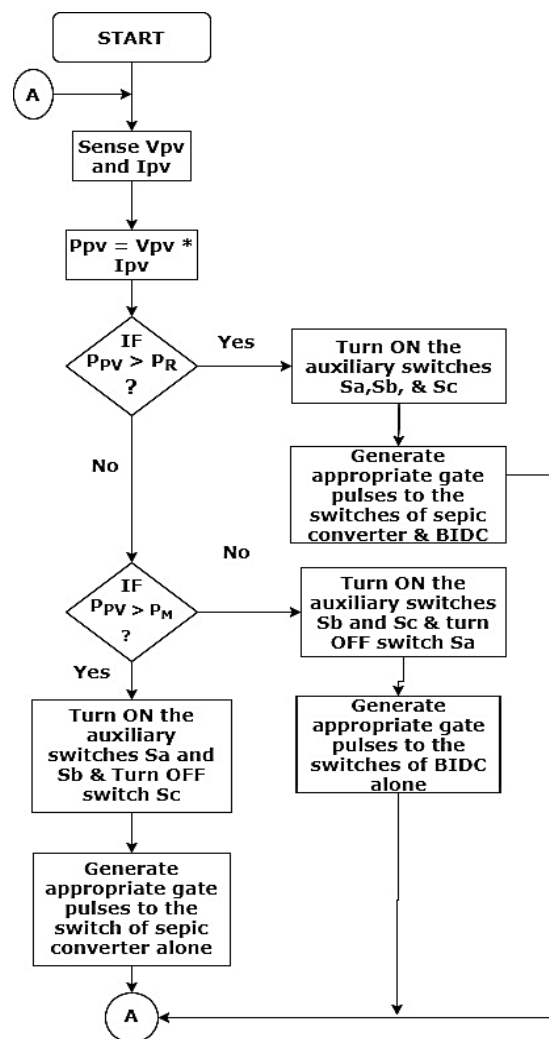 START
A
Sense Vpv
and Ipv
Ppv = Vpv *
Ipv
IF
PPV > PR
?
Yes
Turn ON the
auxiliary switches
Sa,Sb, & Sc
Generate
appropriate gate
pulses to the
switches of sepic
converter & BIDC
No
IF
PPV > PM
?
No
Turn ON the
auxiliary switches
Sb and Sc & turn
OFF switch Sa
Generate
appropriate gate
pulses to the
switches of BIDC
alone
Yes
Turn ON the
auxiliary
switches Sa and
Sb & Turn OFF
switch Sc
Generate
appropriate gate
pulses to the
switch of sepic
converter alone
A